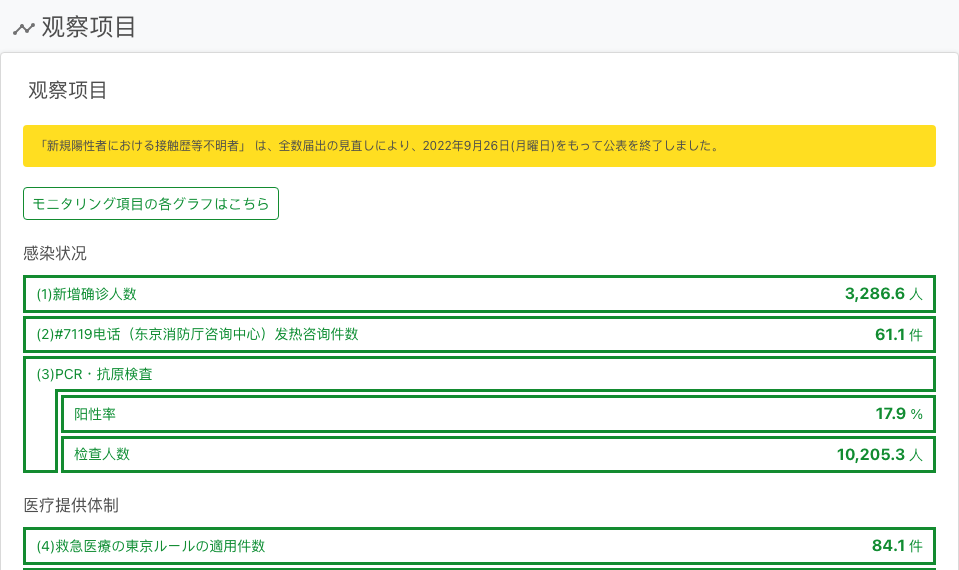 观察项目
观察项目
「新規陽性者における接触歴等不明者」 は、全数届出の見直しにより、2022年9月26日(月曜日)をもって公表を終了しました。
モニタリング項目の各グラフはこちら
感染状况
(1)新增确诊人数 3,286.6 人
(2)#7119电话（东京消防厅咨询中心）发热咨询件数 61.1 件
(3)PCR・抗原検査
阳性率 17.9 %
检查人数 10,205.3 人
医疗提供体制
(4)救急医療の東京ルールの適用件数 84.1 件